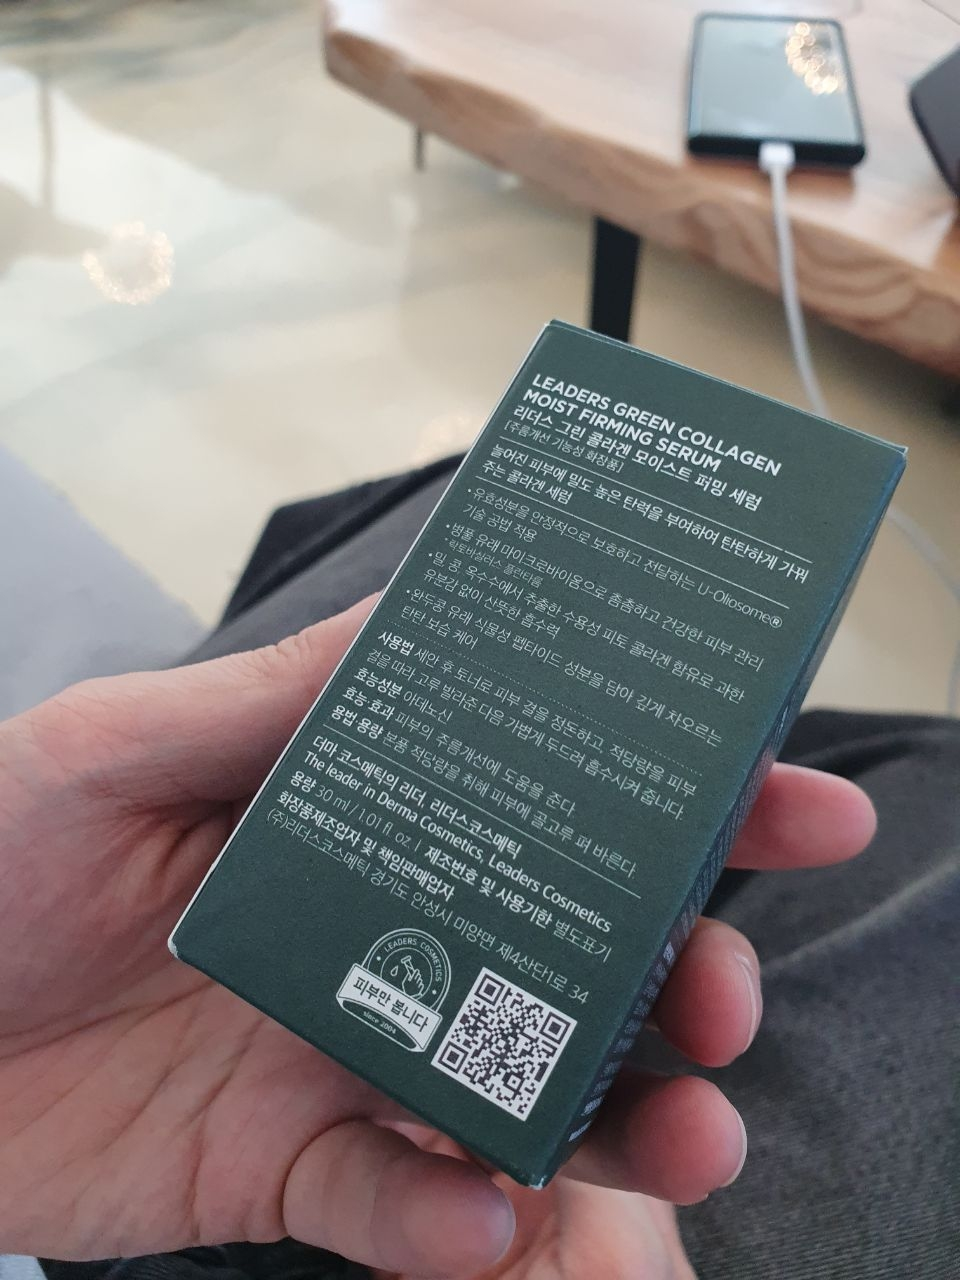 LEADERS GREEN COLLAGEN
MOIST FIRMING SERUM
리더스 그린 콜라겐 모이스트 퍼밍 세럼
[주름개선 기능성 화장품]
늘어진 피부에 밀도 높은 탄력을 부여하여 탄탄하게 가꿔
주는 콜라겐 세럼
• 유효성분을 안정적으로 보호하고 전달하는 U-Oliosome®
기술 공법 적용
• 병풀 유래 마이크로바이옴으로 촘촘하고 건강한 피부 관리
* 락토바실러스 플란타룸
• 밀, 콩, 옥수수에서 추출한 수용성 피토 콜라겐 함유로 과한
유분감 없이 산뜻한 흡수력
• 완두콩 유래 식물성 펩타이드 성분을 담아 깊게 차오르는
탄탄 보습 케어
사용법 세안 후 토너로 피부 결을 정돈하고, 적당량을 피부
결을 따라 고루 발라준 다음 가볍게 두드려 흡수시켜 줍니다.
효능성분 아데노신
효능·효과 피부의 주름개선에 도움을 준다.
용법·용량 본품 적당량을 취해 피부에 골고루 펴 바른다.
더마 코스메틱의 리더, 리더스코스메틱
The leader in Derma Cosmetics, Leaders Cosmetics
용량 30 ml / 1.01 fl. oz. | 제조번호 및 사용기한 별도표기
화장품제조업자 및 책임판매업자
(주)리더스코스메틱 경기도 안성시 미양면 제4산단1로 34
LEADERS COSMETICS
피부만 봅니다
since 2004